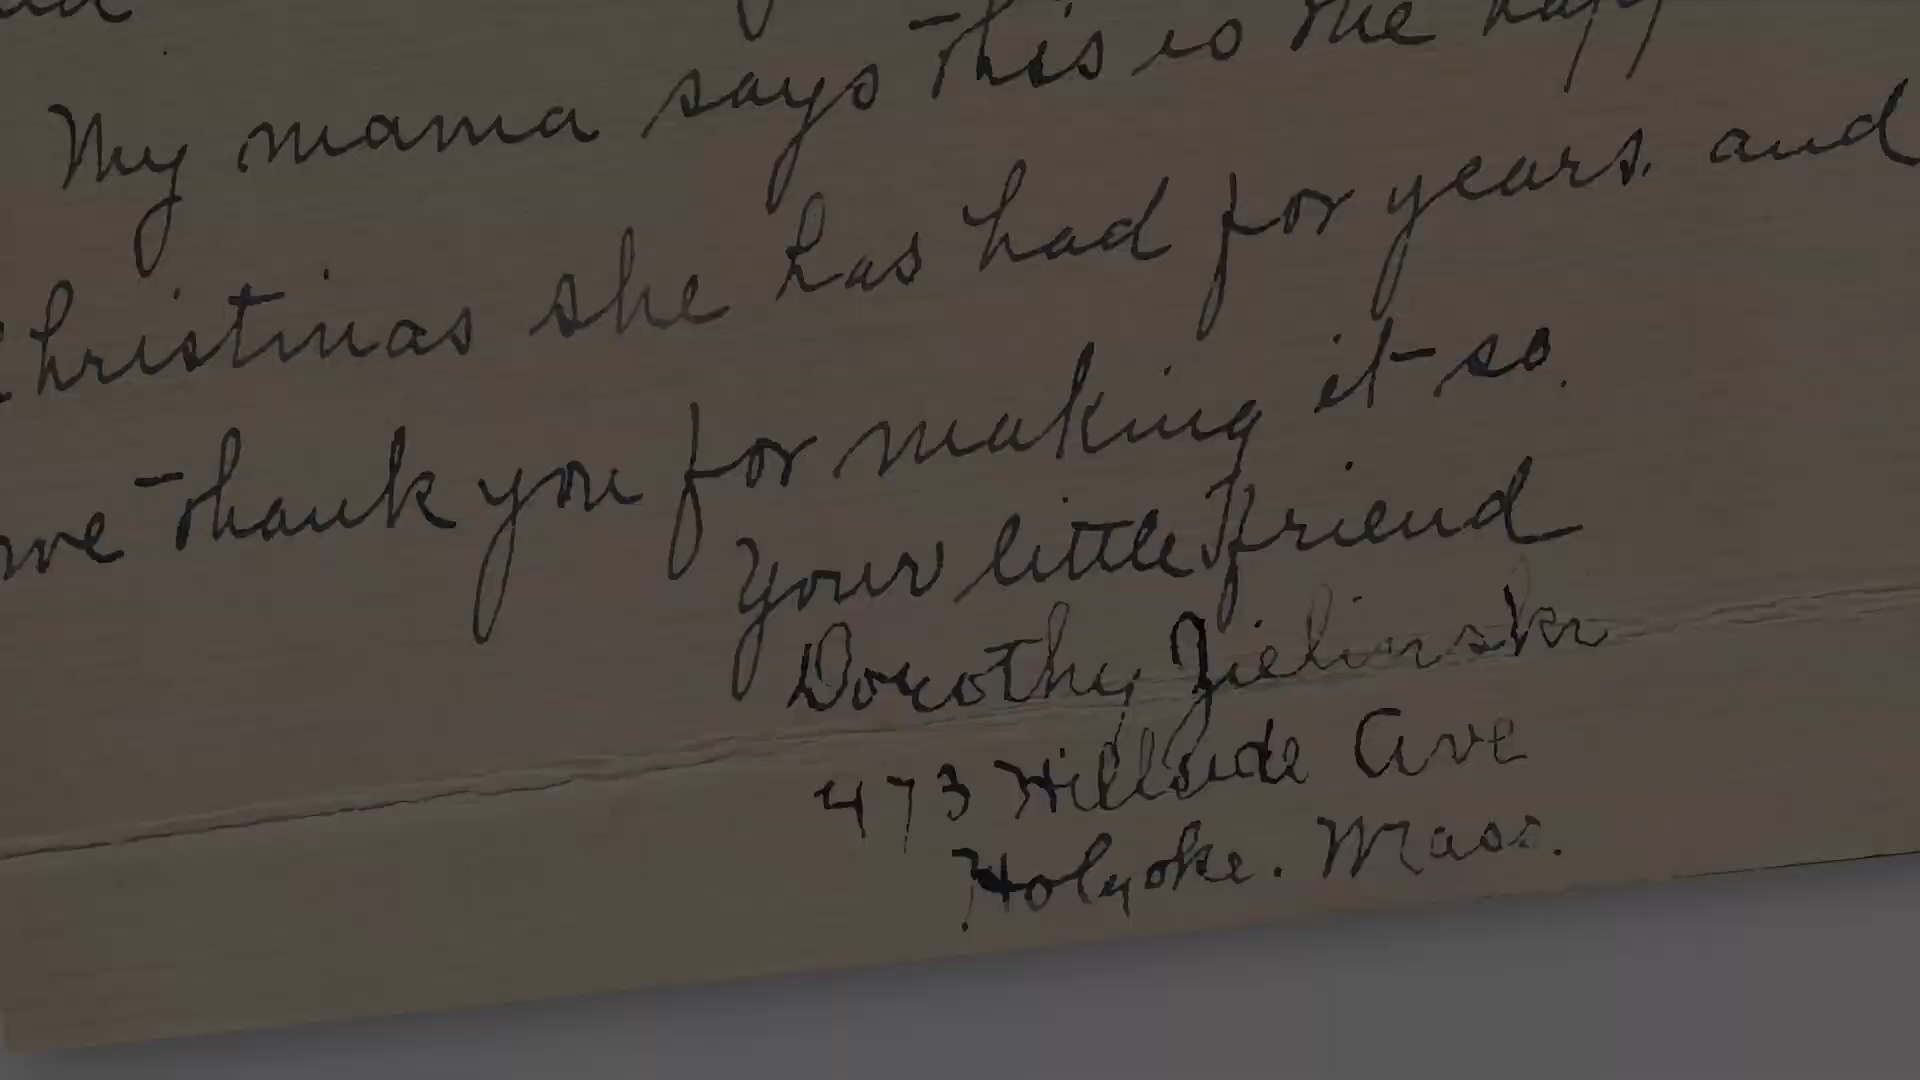 My mama says this is the
Christmas she has had for years. and
we thank you for making it so.
Your little friend
Dorothy Zielinski
473 Hillside Ave
Holyoke. Mass.